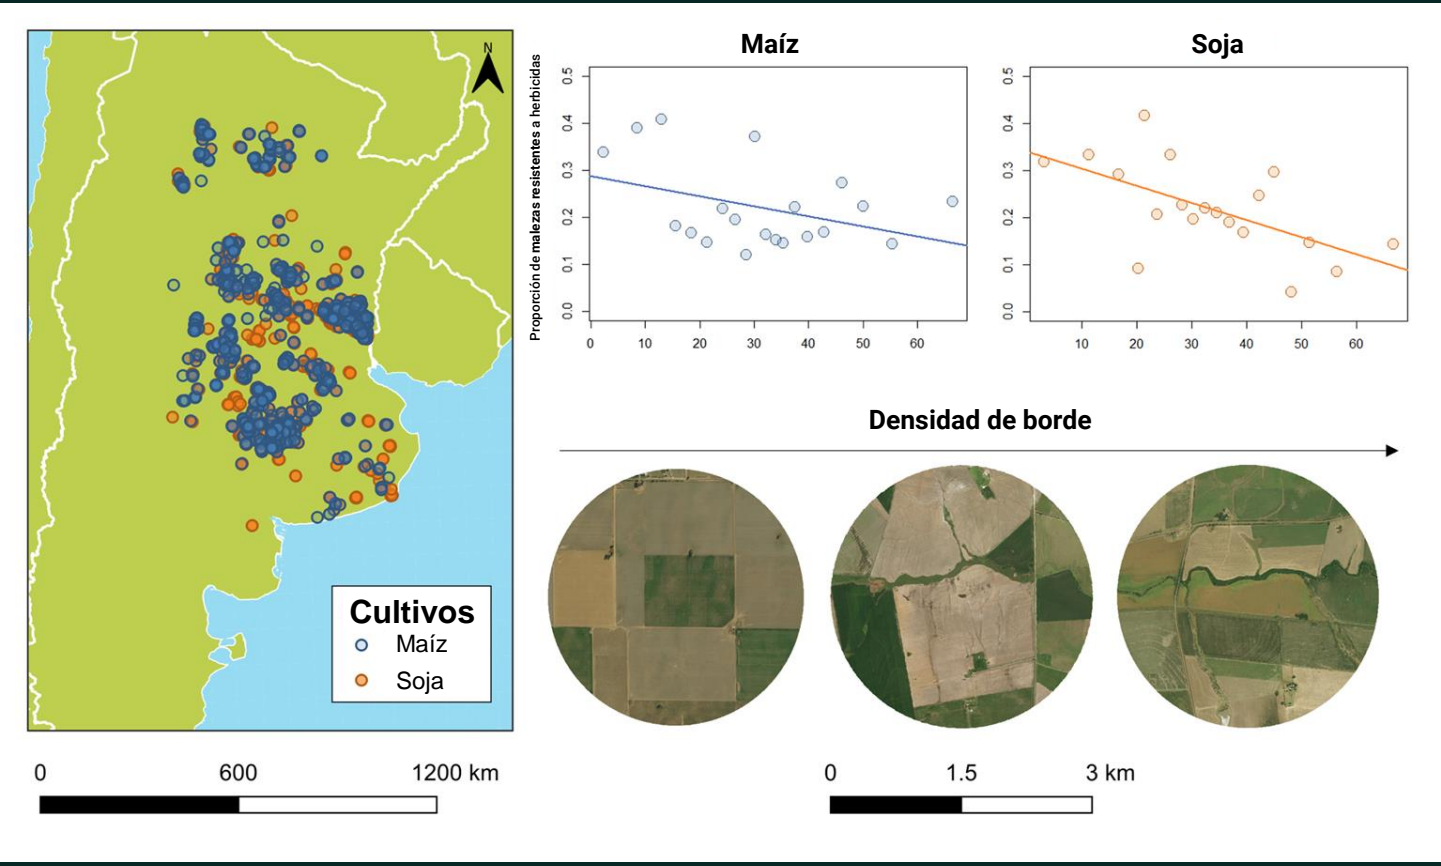 N
Cultivos
Maíz
Soja
0 600 1200 km
Maíz
Proporción de malezas resistentes a herbicidas
0.5
0.4
0.3
0.2
0.1
0.0
0 10 20 30 40 50 60
Soja
0.5
0.4
0.3
0.2
0.1
0.0
10 20 30 40 50 60
Densidad de borde
0 1.5 3 km